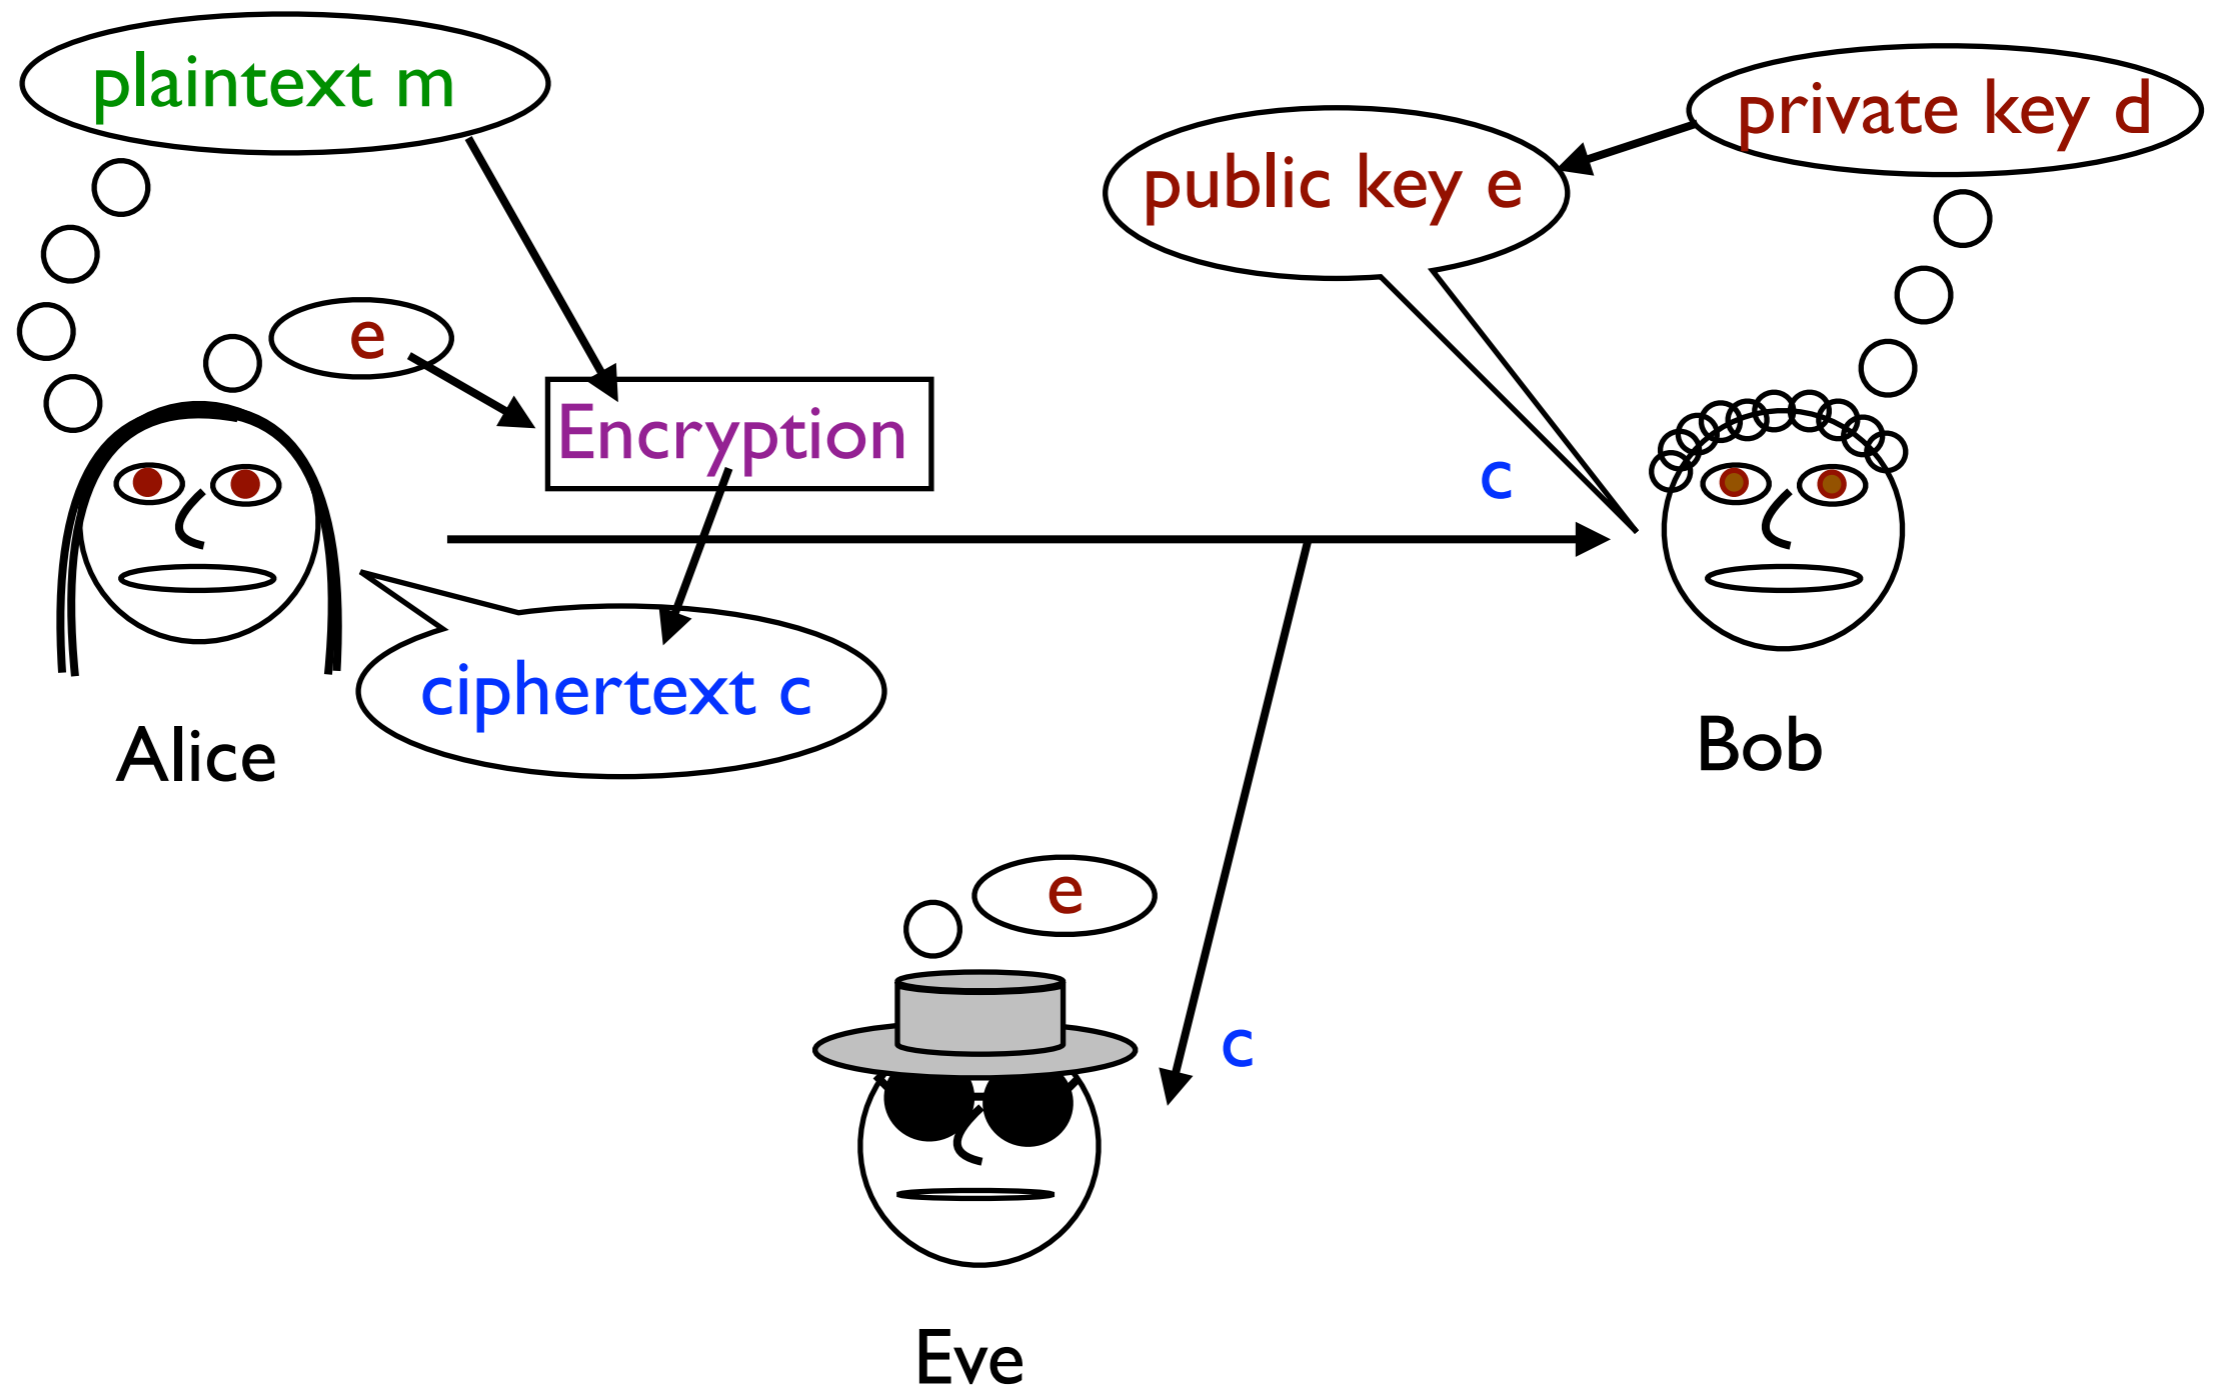 plaintext m
private key d
public key e
e
Encryption
c
ciphertext c
Alice
Bob
e
c
Eve